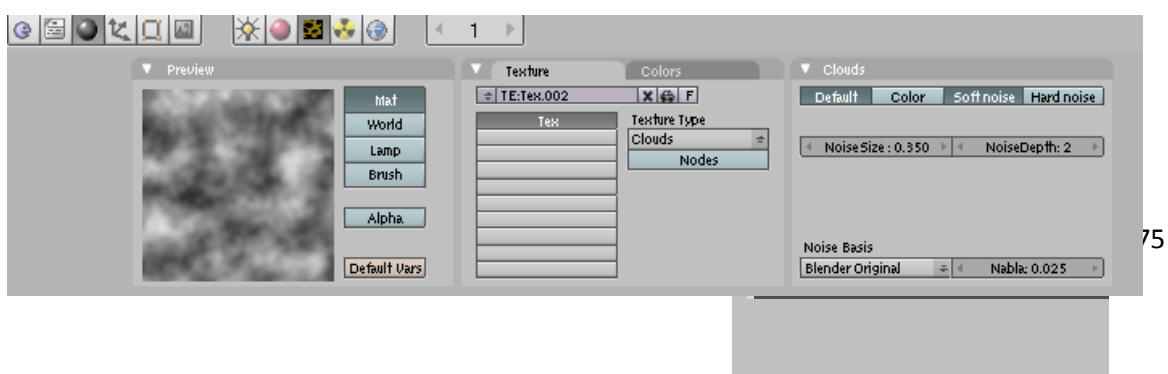 1
Preview
Mat
World
Lamp
Brush
Alpha
Default Vars
Texture Colors
TE:Tex.002 X F
Tex
Texture Type
Clouds
Nodes
Clouds
Default Color Soft noise Hard noise
NoiseSize : 0.350 NoiseDepth: 2
Noise Basis
Blender Original Nabla: 0.025
75